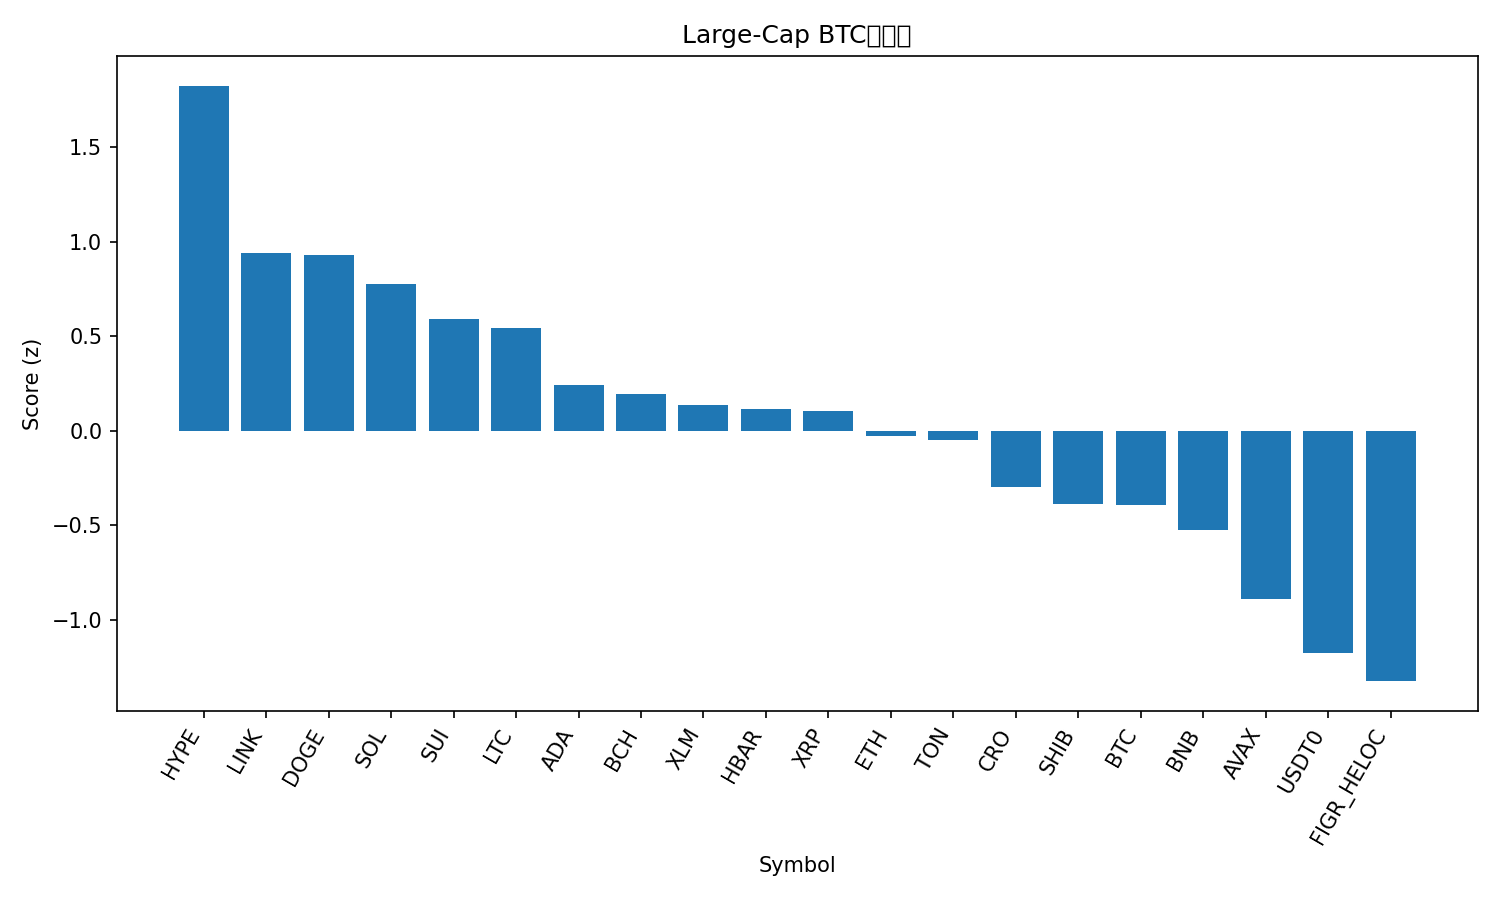 Large-Cap BTC
1.5
1.0
0.5
0.0
−0.5
−1.0
Score (z)
HYPE
LINK
DOGE
SOL
SUI
LTC
ADA
BCH
XLM
HBAR
XRP
ETH
TON
CRO
SHIB
BTC
BNB
AVAX
USDT0
FIGR_HELOC
Symbol